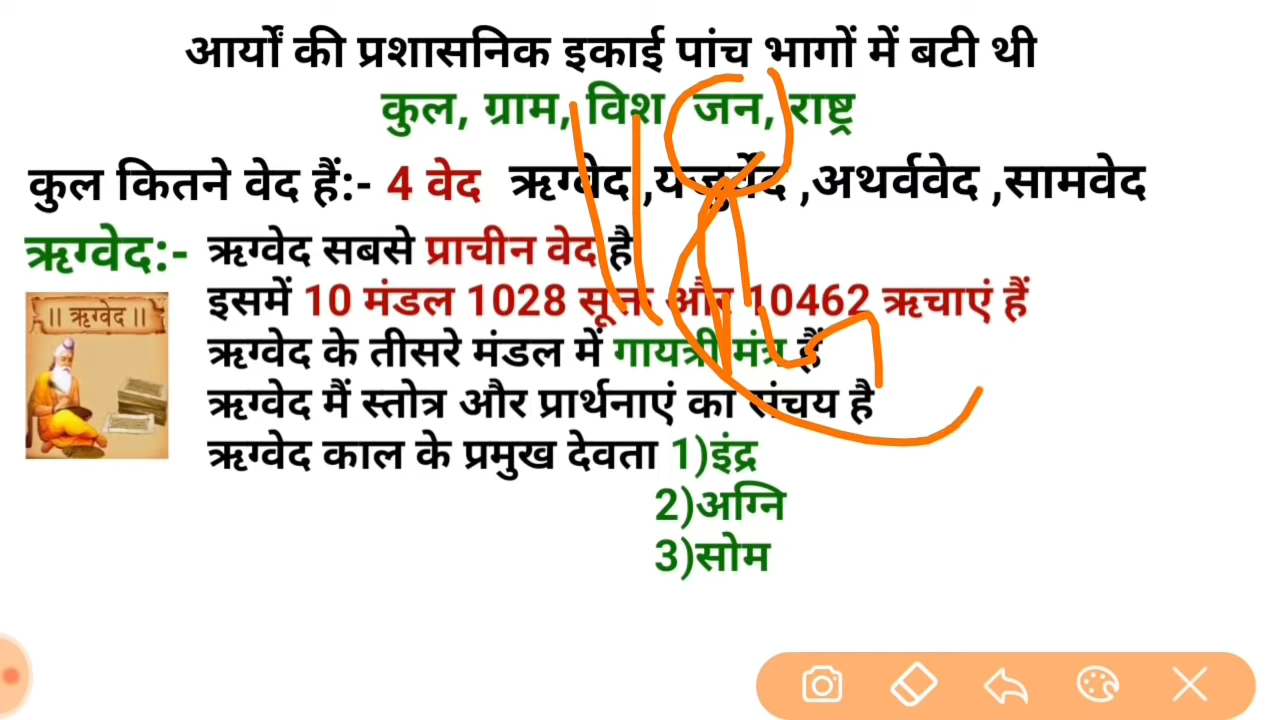 आर्यों की प्रशासनिक इकाई पांच भागों में बटी थी
कुल, ग्राम, विश, जन, राष्ट्र
कुल कितने वेद हैं:- 4 वेद ऋग्वेद ,यजुर्वेद ,अथर्ववेद ,सामवेद
ऋग्वेद:- ऋग्वेद सबसे प्राचीन वेद है
॥ ऋग्वेद ॥
इसमें 10 मंडल 1028 सूक्त और 10462 ऋचाएं हैं
ऋग्वेद के तीसरे मंडल में गायत्री मंत्र हैं
ऋग्वेद मैं स्तोत्र और प्रार्थनाएं का संचय है
ऋग्वेद काल के प्रमुख देवता 1)इंद्र
2)अग्नि
3)सोम